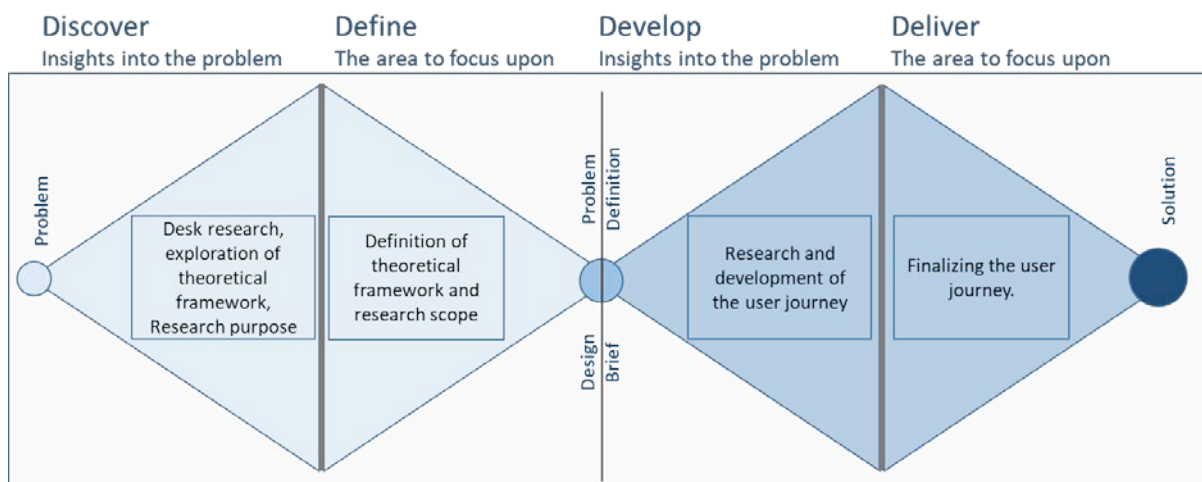 Discover
Insights into the problem
Define
The area to focus upon
Develop
Insights into the problem
Deliver
The area to focus upon
Problem
Desk research,
exploration of
theoretical
framework,
Research purpose
Definition of
theoretical
framework and
research scope
Problem
Definition
Design
Brief
Research and
development of
the user journey
Finalizing the user
journey.
Solution